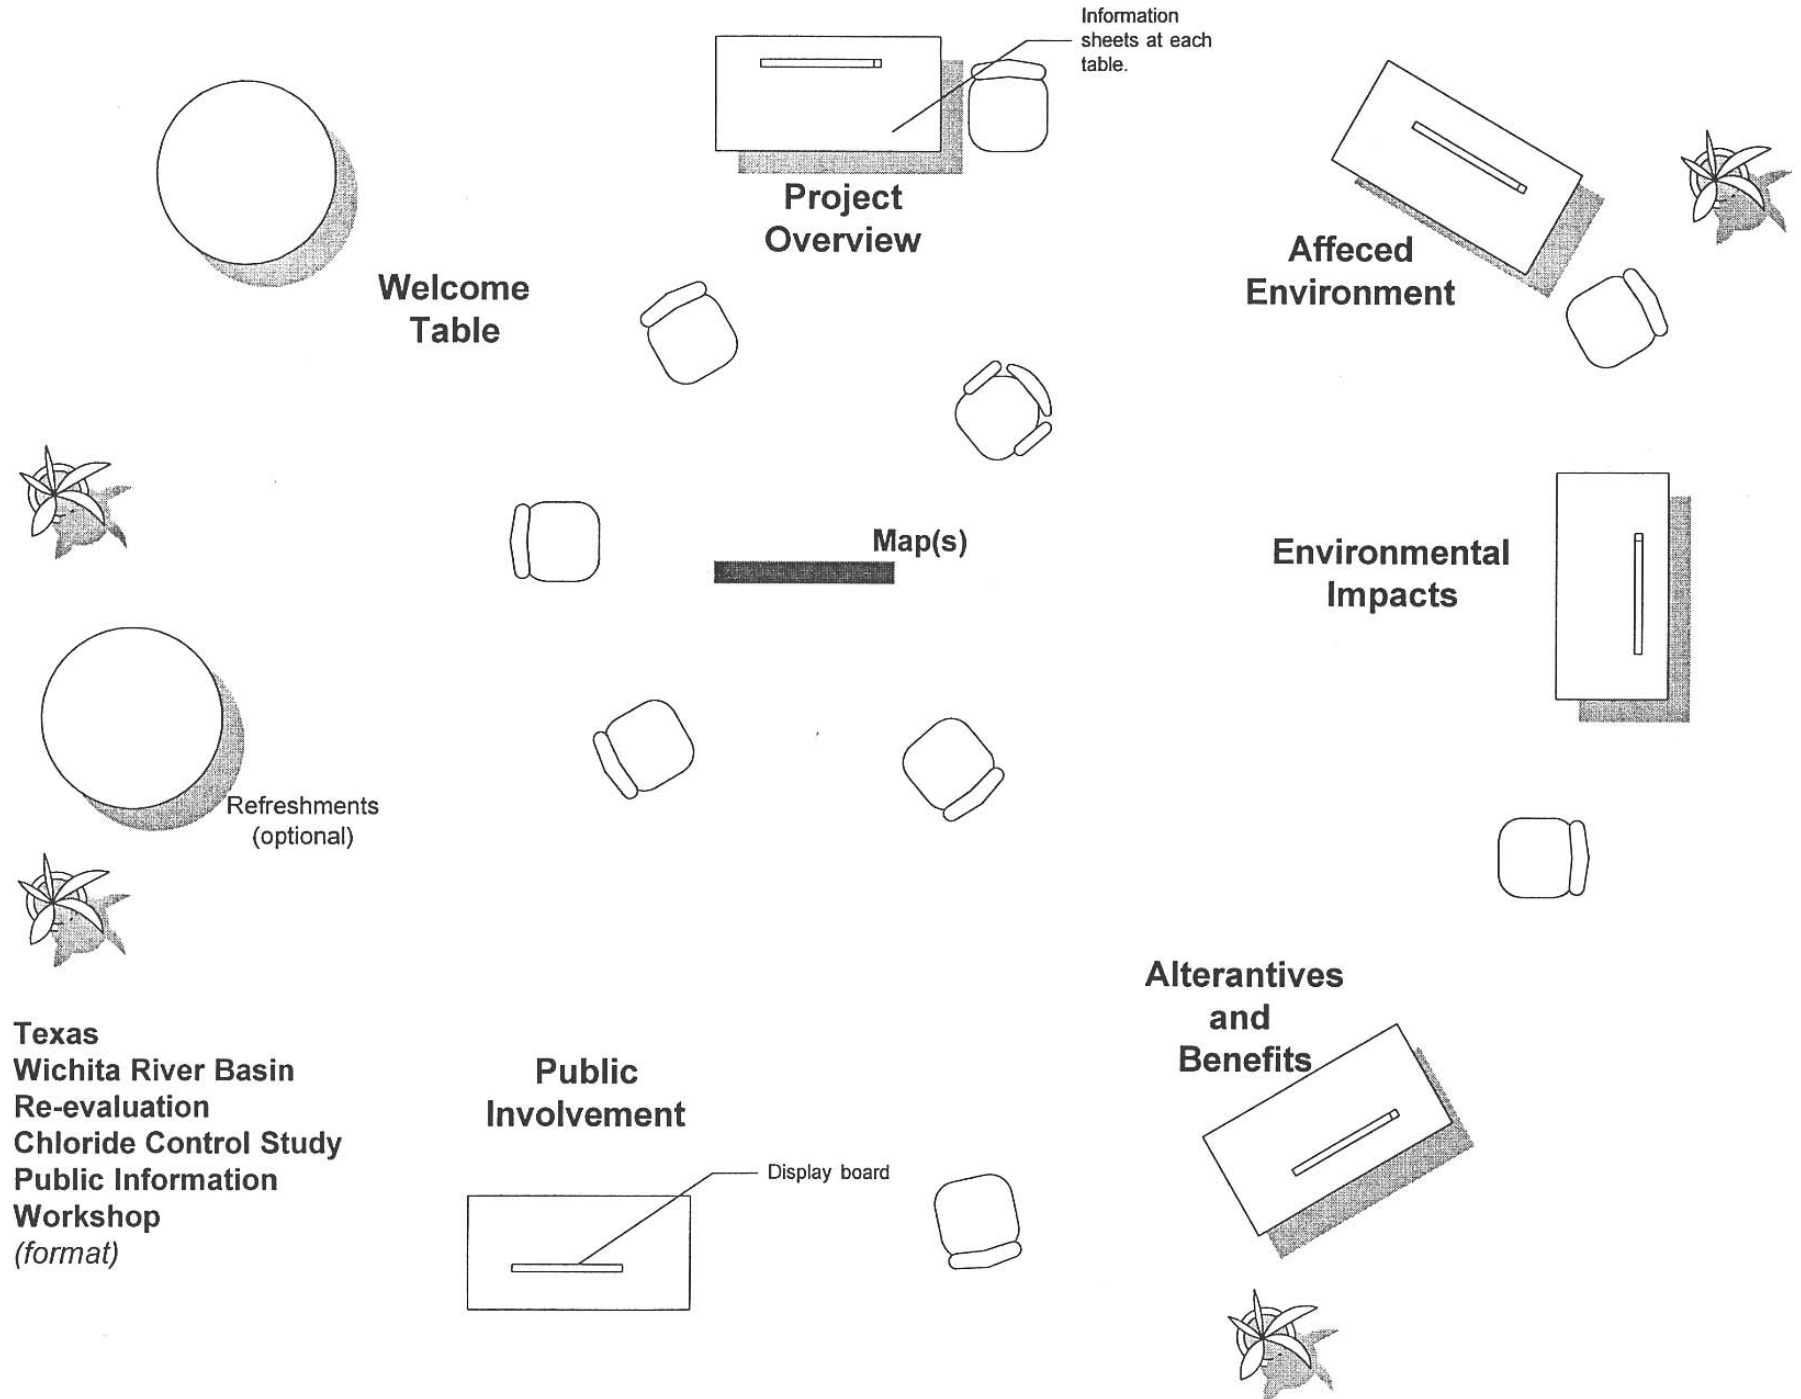 Information
sheets at each
table.
Project
Overview
Affeced
Environment
Welcome
Table
Map(s)
Environmental
Impacts
Refreshments
(optional)
Alterantives
and
Benefits
Texas
Wichita River Basin
Re-evaluation
Chloride Control Study
Public Information
Workshop
(format)
Public
Involvement
Display board